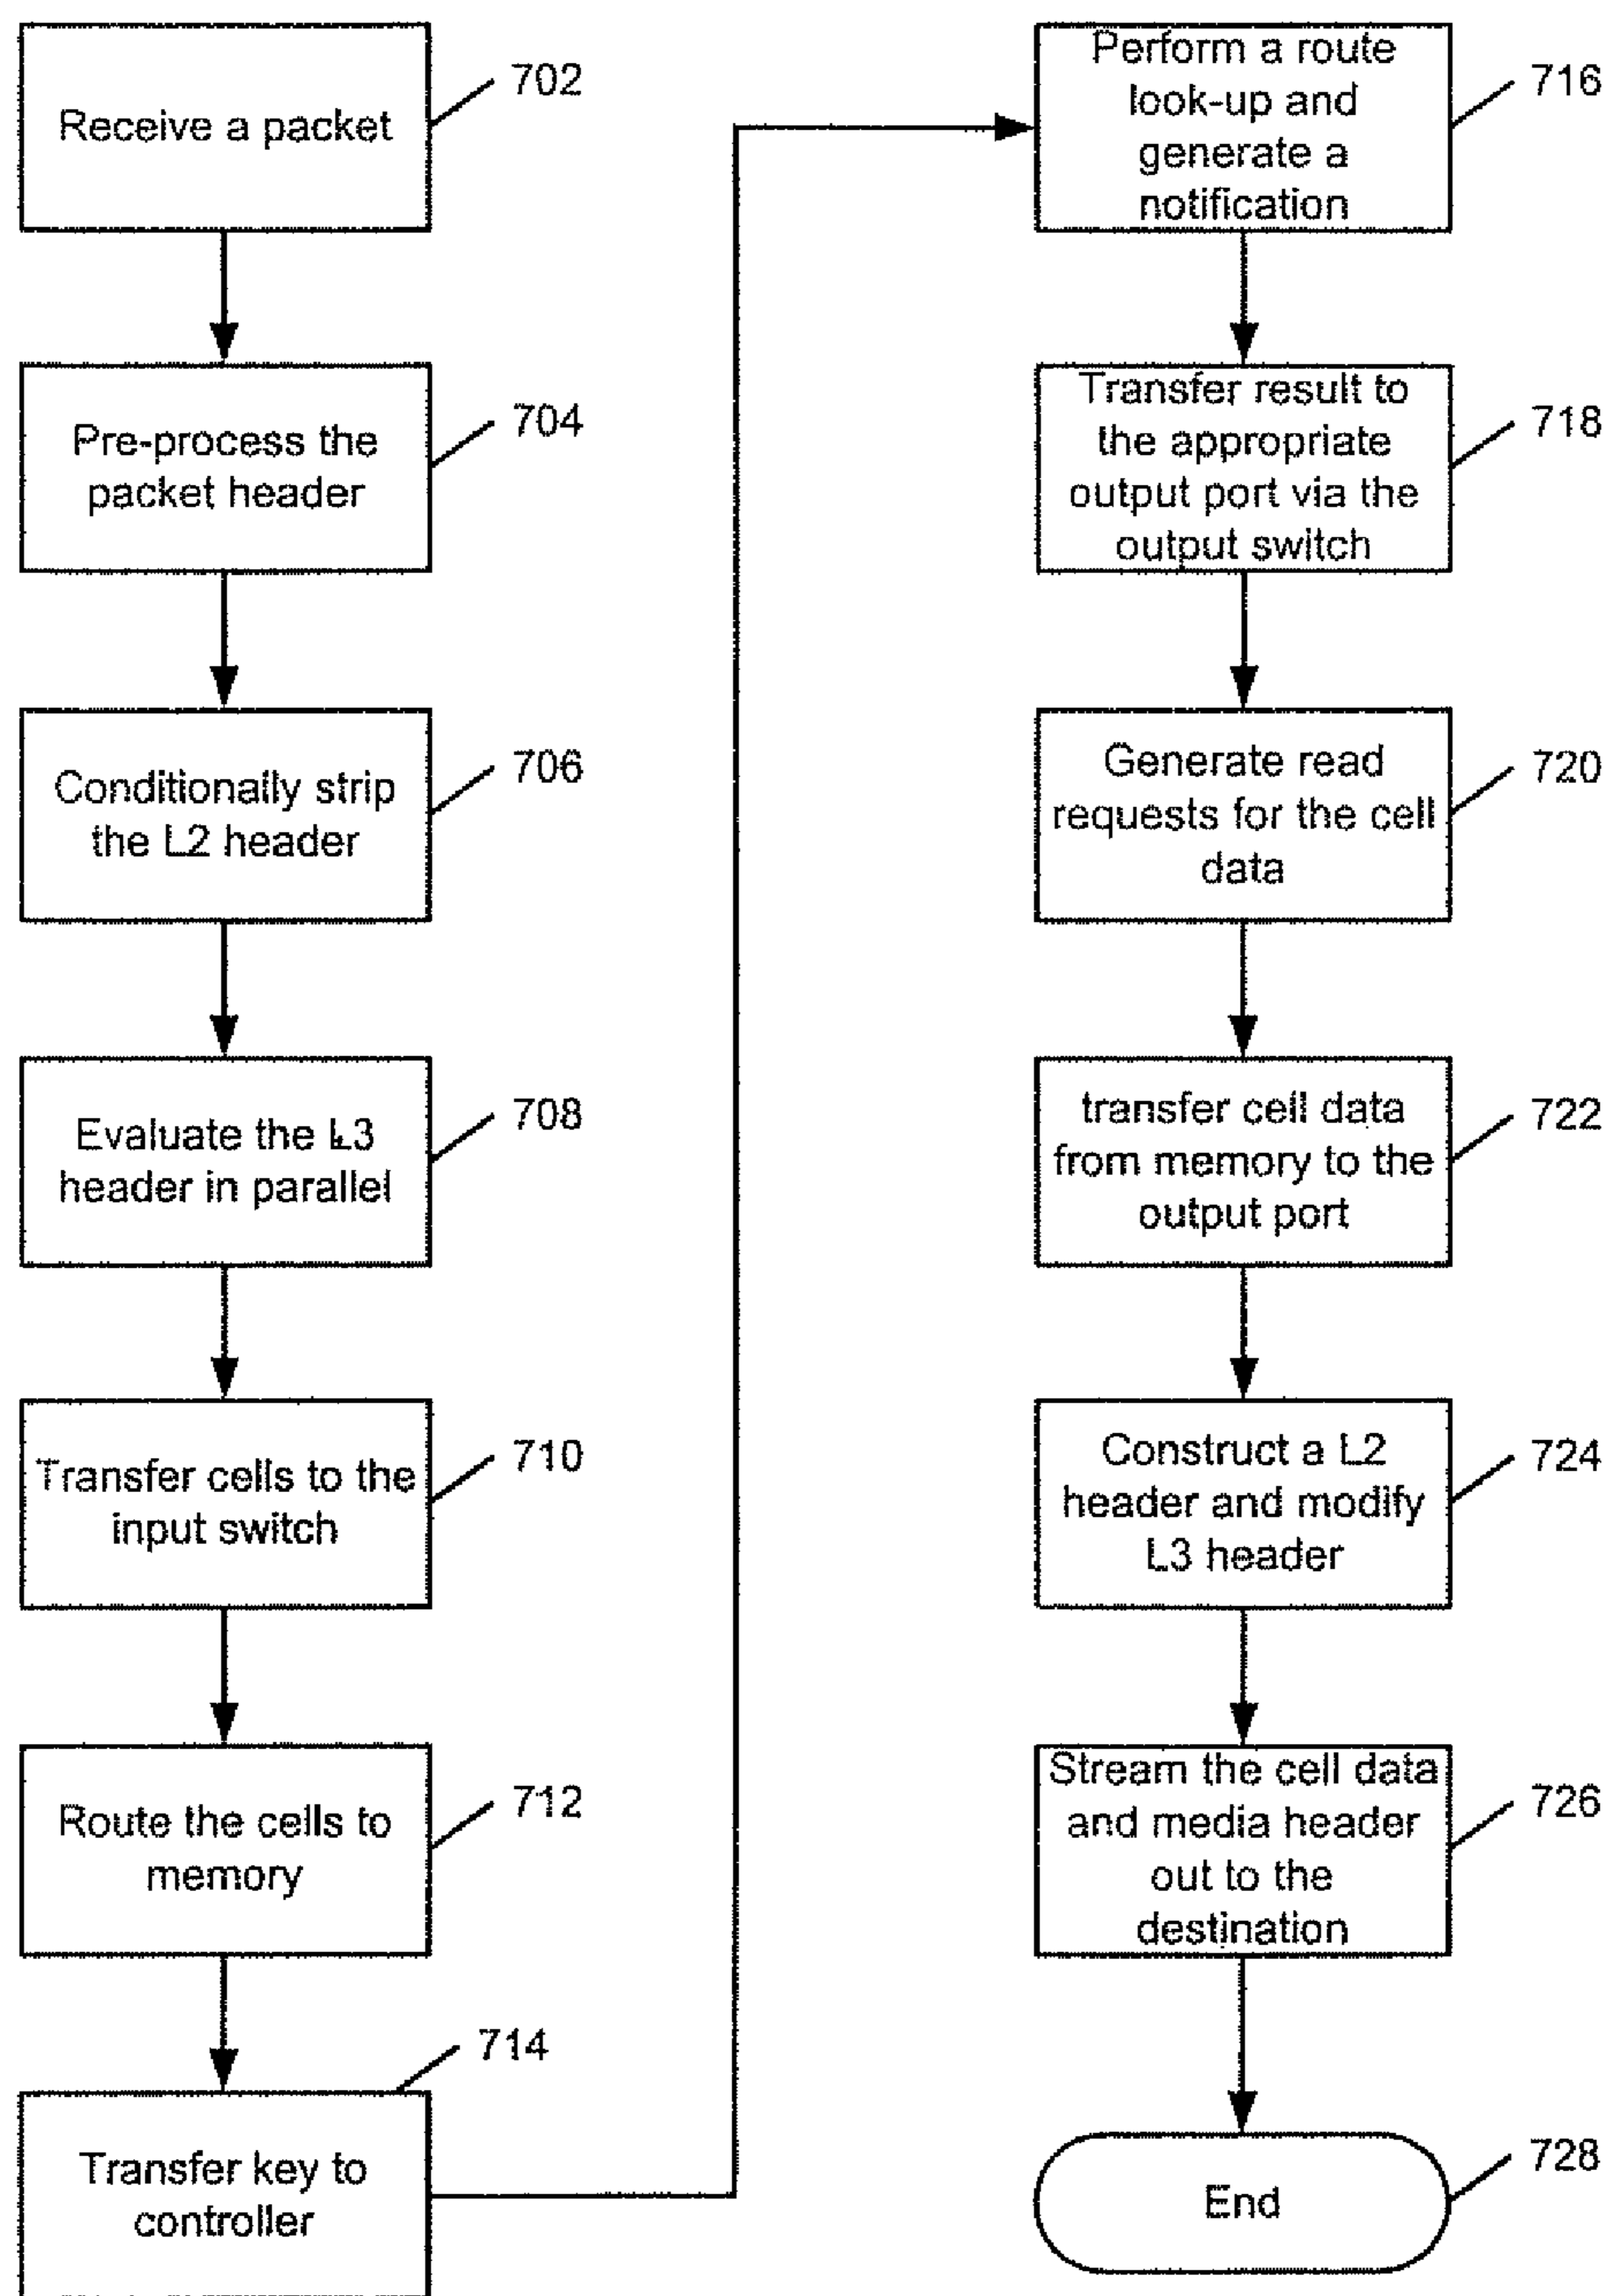 Receive a packet
702
Pre-process the
packet header
704
Conditionally strip
the L2 header
706
Evaluate the L3
header in parallel
708
Transfer cells to the
input switch
710
Route the cells to
memory
712
Transfer key to
controller
714
Perform a route
look-up and
generate a
notification
716
Transfer result to
the appropriate
output port via the
output switch
718
Generate read
requests for the cell
data
720
transfer cell data
from memory to the
output port
722
Construct a L2
header and modify
L3 header
724
Stream the cell data
and media header
out to the
destination
726
End
728